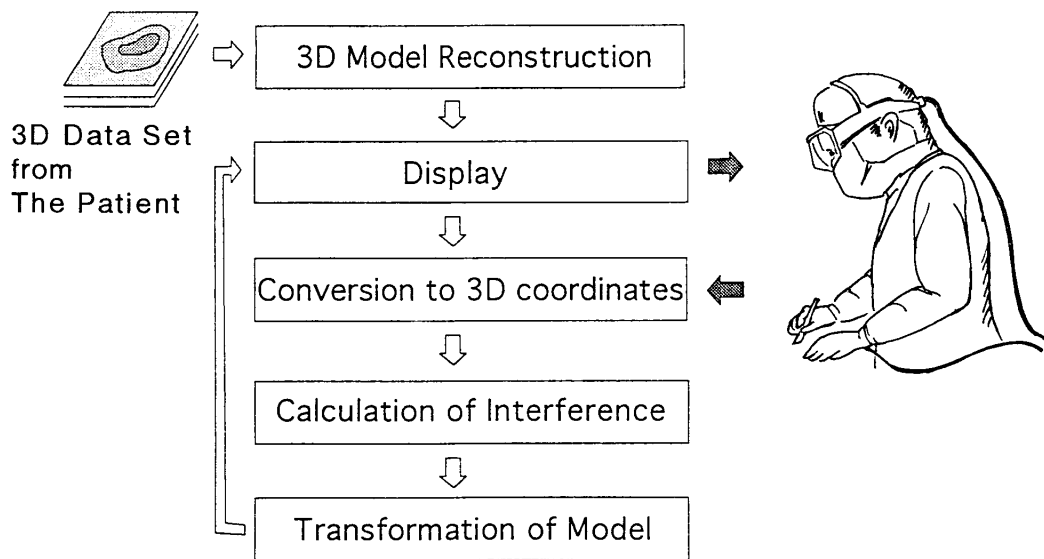 3D Model Reconstruction
3D Data Set
from
The Patient
Display
Conversion to 3D coordinates
Calculation of Interference
Transformation of Model